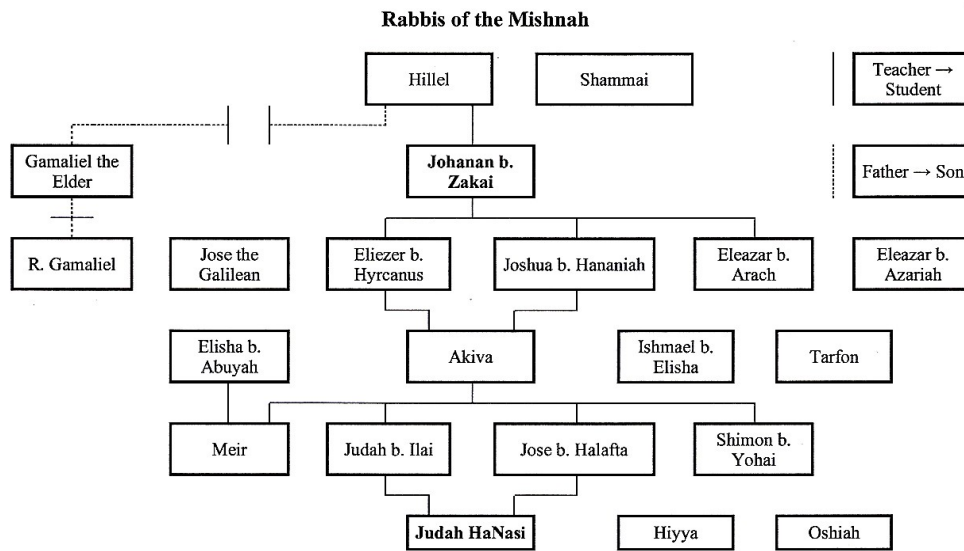 Rabbis of the Mishnah
Hillel
Shammai
Teacher →
Student
Gamaliel the
Elder
Johanan b.
Zakai
Father → Son
R. Gamaliel
Jose the
Galilean
Eliezer b.
Hyrcanus
Joshua b. Hananiah
Eleazar b.
Arach
Eleazar b.
Azariah
Elisha b.
Abuyah
Akiva
Ishmael b.
Elisha
Tarfon
Meir
Judah b. Ilai
Jose b. Halafta
Shimon b.
Yohai
Judah HaNasi
Hiyya
Oshiah